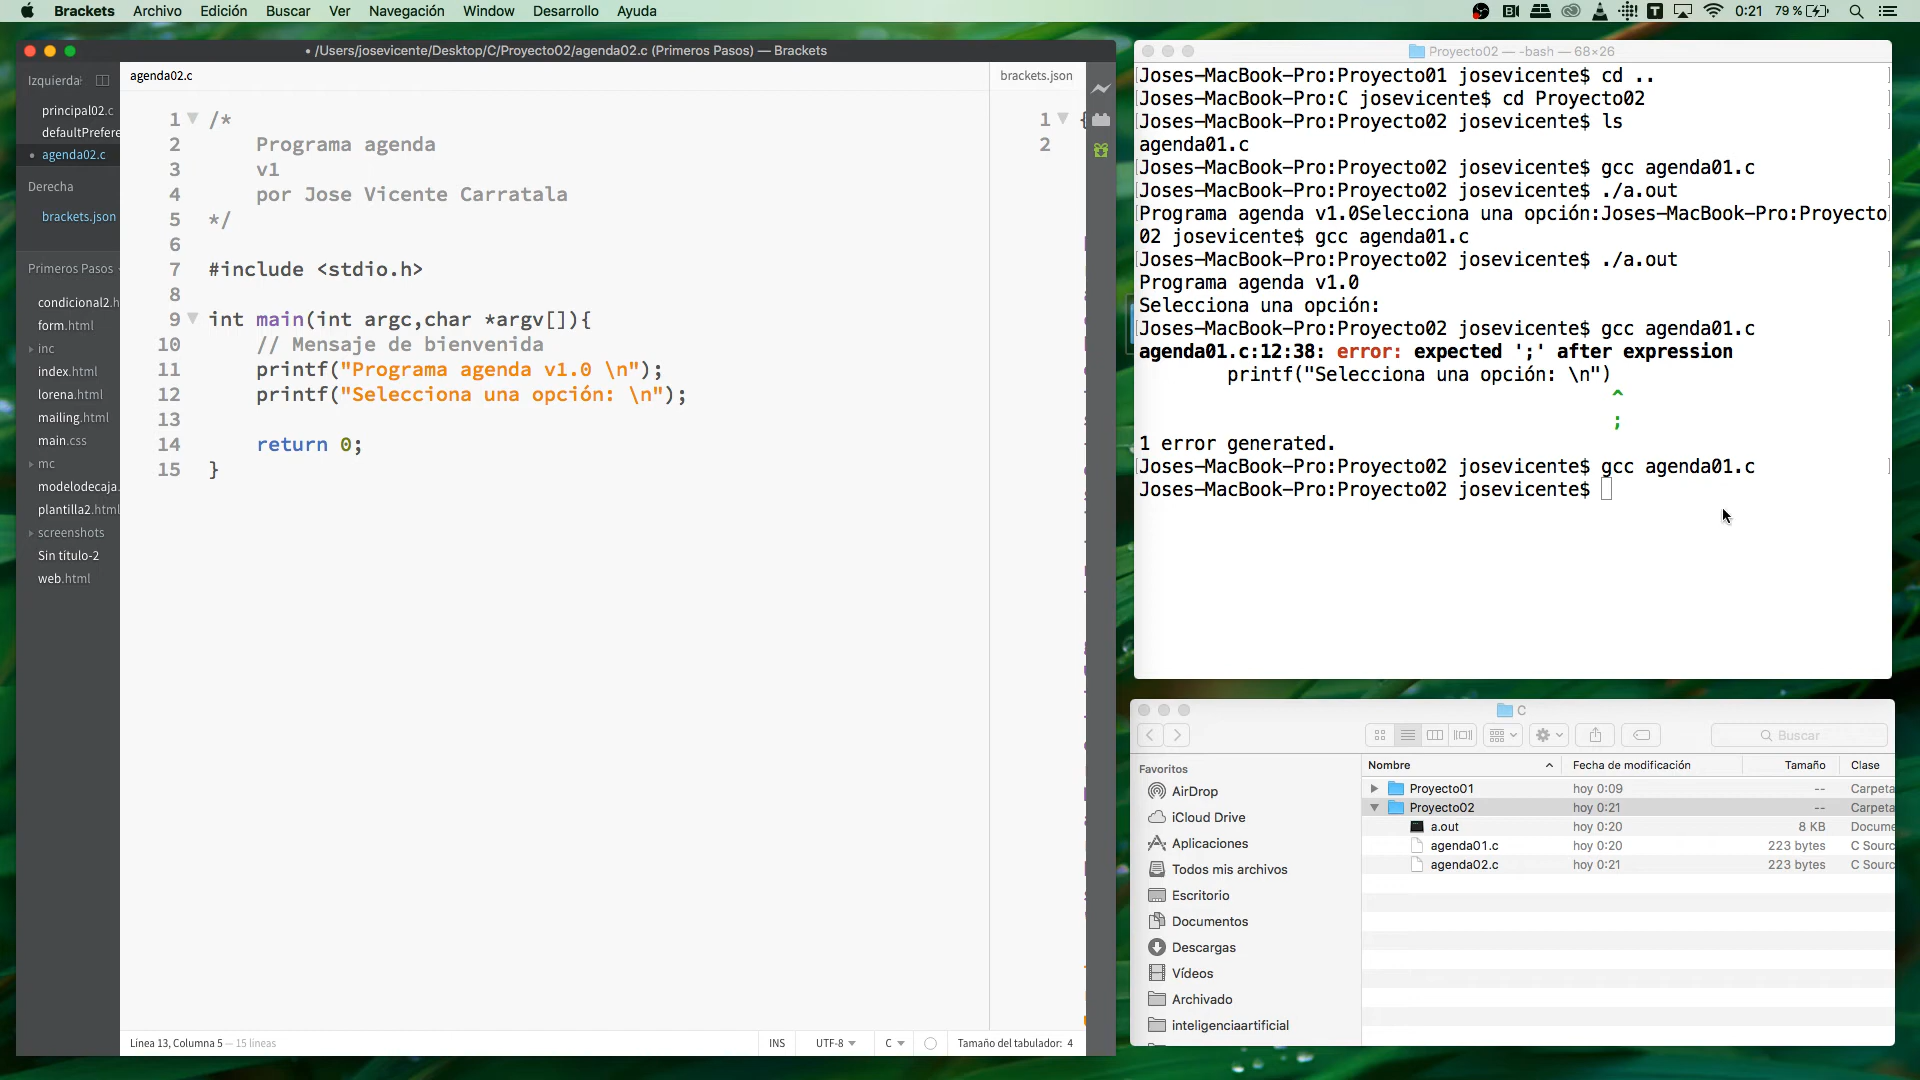 Brackets Archivo Edición Buscar Ver Navegación Window Desarrollo Ayuda 0:21 79 %
• /Users/josevicente/Desktop/C/Proyecto02/agenda02.c (Primeros Pasos) — Brackets
Izquierda
principal02.c
defaultPrefere
• agenda02.c
Derecha
brackets.json
Primeros Pasos
condicional2.h
form.html
inc
index.html
lorena.html
mailing.html
main.css
mc
modelodecaja.
plantilla2.html
screenshots
Sin título-2
web.html
agenda02.c
1 /*
2 Programa agenda
3 v1
4 por Jose Vicente Carratala
5 */
6
7 #include <stdio.h>
8
9 int main(int argc,char *argv[]){
10 // Mensaje de bienvenida
11 printf("Programa agenda v1.0 \n");
12 printf("Selecciona una opción: \n");
13
14 return 0;
15 }
brackets.json
1 {
2
Línea 13, Columna 5 — 15 líneas INS UTF-8 C Tamaño del tabulador: 4
Proyecto02 — -bash — 68×26
Joses-MacBook-Pro:Proyecto01 josevicente$ cd ..
Joses-MacBook-Pro:C josevicente$ cd Proyecto02
Joses-MacBook-Pro:Proyecto02 josevicente$ ls
agenda01.c
Joses-MacBook-Pro:Proyecto02 josevicente$ gcc agenda01.c
Joses-MacBook-Pro:Proyecto02 josevicente$ ./a.out
Programa agenda v1.0Selecciona una opción:Joses-MacBook-Pro:Proyecto
02 josevicente$ gcc agenda01.c
Joses-MacBook-Pro:Proyecto02 josevicente$ ./a.out
Programa agenda v1.0
Selecciona una opción:
Joses-MacBook-Pro:Proyecto02 josevicente$ gcc agenda01.c
agenda01.c:12:38: error: expected ';' after expression
printf("Selecciona una opción: \n")
^
;
1 error generated.
Joses-MacBook-Pro:Proyecto02 josevicente$ gcc agenda01.c
Joses-MacBook-Pro:Proyecto02 josevicente$
C
Buscar
Favoritos
AirDrop
iCloud Drive
Aplicaciones
Todos mis archivos
Escritorio
Documentos
Descargas
Vídeos
Archivado
inteligenciaartificial
Nombre Fecha de modificación Tamaño Clase
Proyecto01 hoy 0:09 -- Carpeta
Proyecto02 hoy 0:21 -- Carpeta
a.out hoy 0:20 8 KB Docume
agenda01.c hoy 0:20 223 bytes C Sourc
agenda02.c hoy 0:21 223 bytes C Sourc